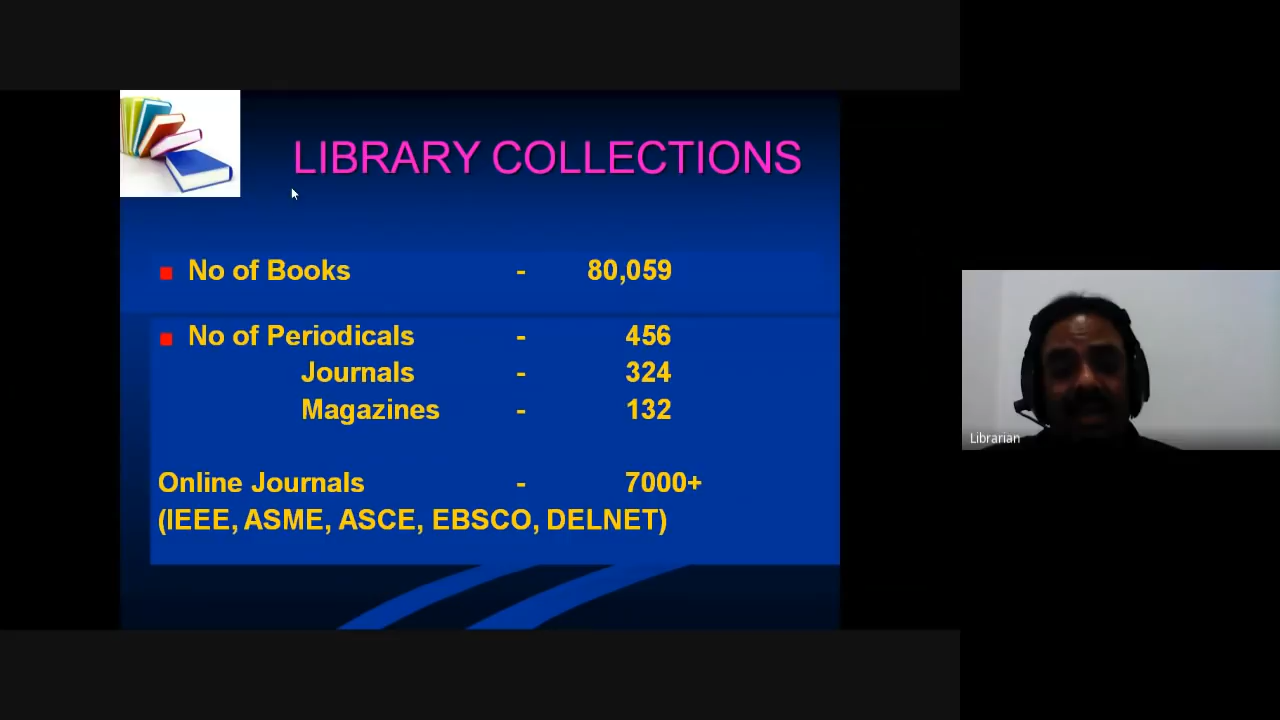 LIBRARY COLLECTIONS
No of Books - 80,059
No of Periodicals - 456
Journals - 324
Magazines - 132
Online Journals - 7000+
(IEEE, ASME, ASCE, EBSCO, DELNET)
Librarian